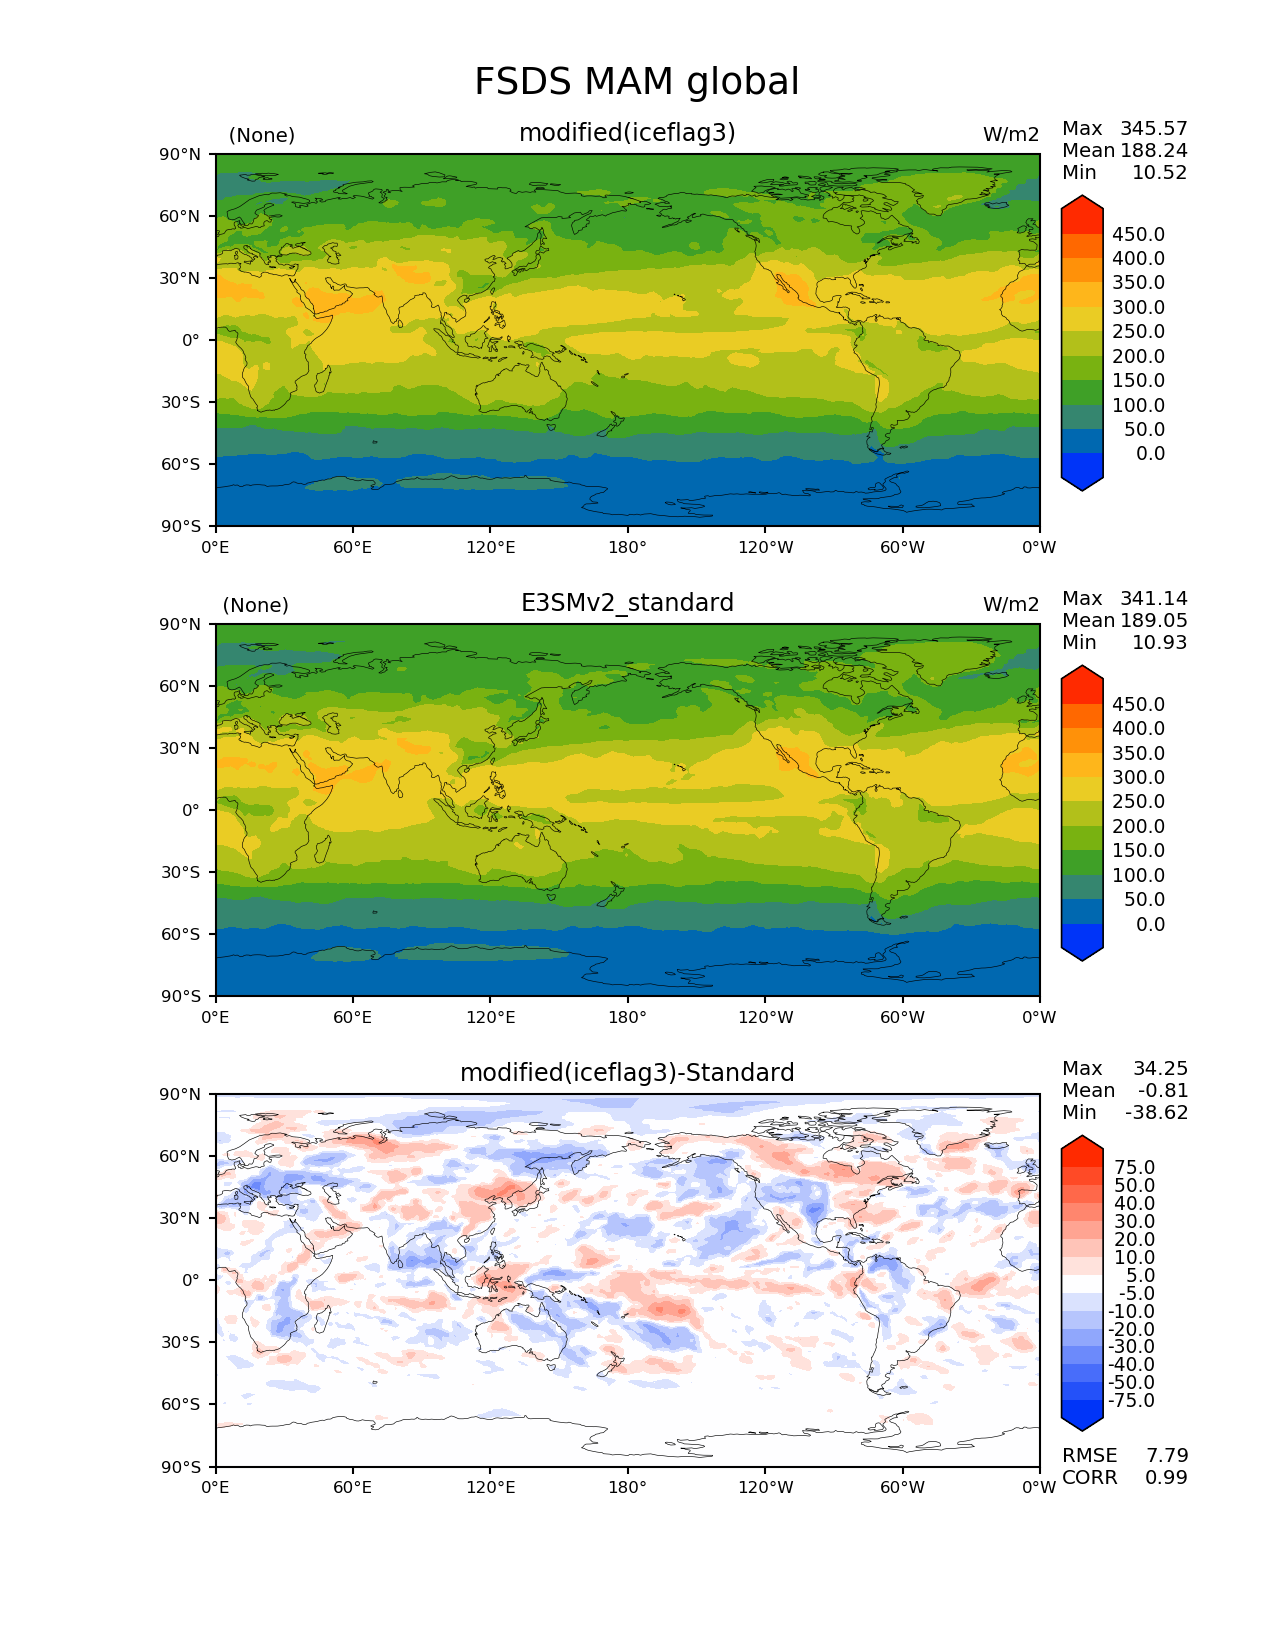 FSDS MAM global
(None) modified(iceflag3) W/m2
Max 345.57
Mean 188.24
Min 10.52
90°N
60°N
30°N
0°
30°S
60°S
90°S
0°E 60°E 120°E 180° 120°W 60°W 0°W
450.0
400.0
350.0
300.0
250.0
200.0
150.0
100.0
50.0
0.0
(None) E3SMv2_standard W/m2
Max 341.14
Mean 189.05
Min 10.93
90°N
60°N
30°N
0°
30°S
60°S
90°S
0°E 60°E 120°E 180° 120°W 60°W 0°W
450.0
400.0
350.0
300.0
250.0
200.0
150.0
100.0
50.0
0.0
modified(iceflag3)-Standard
Max 34.25
Mean -0.81
Min -38.62
90°N
60°N
30°N
0°
30°S
60°S
90°S
0°E 60°E 120°E 180° 120°W 60°W 0°W
75.0
50.0
40.0
30.0
20.0
10.0
5.0
-5.0
-10.0
-20.0
-30.0
-40.0
-50.0
-75.0
RMSE 7.79
CORR 0.99